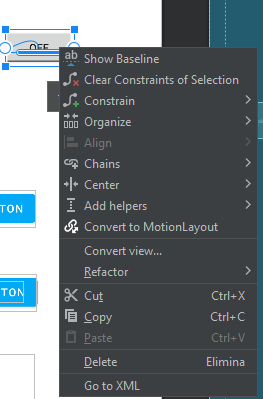 OFF
Show Baseline
Clear Constraints of Selection
Constrain
Organize
Align
Chains
Center
Add helpers
Convert to MotionLayout
TON
Convert view...
Refactor
TON
Cut Ctrl+X
Copy Ctrl+C
Paste Ctrl+V
Delete Elimina
Go to XML